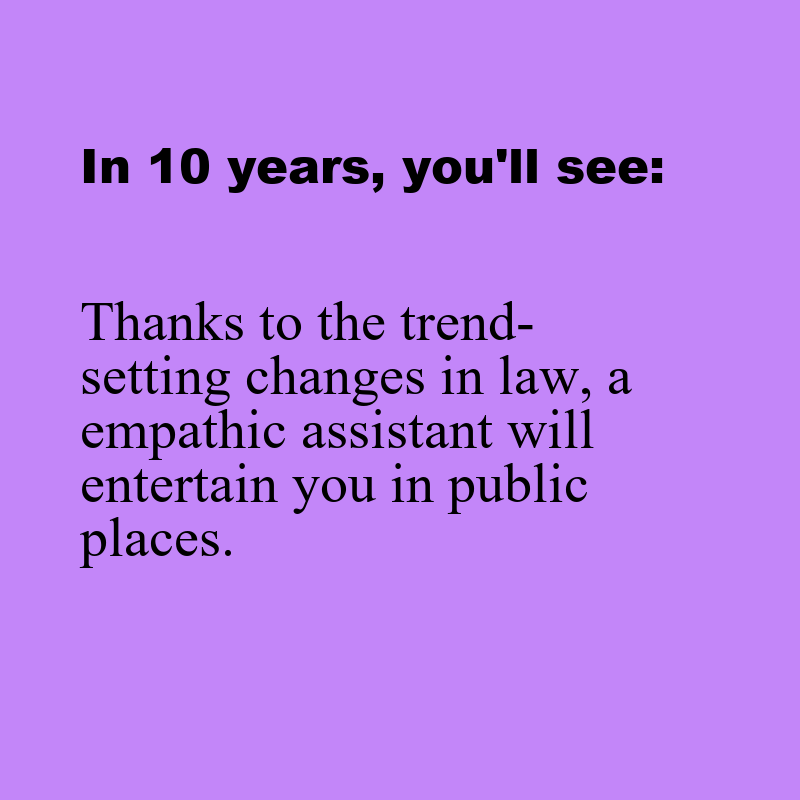 In 10 years, you'll see:
Thanks to the trend-
setting changes in law, a
empathic assistant will
entertain you in public
places.